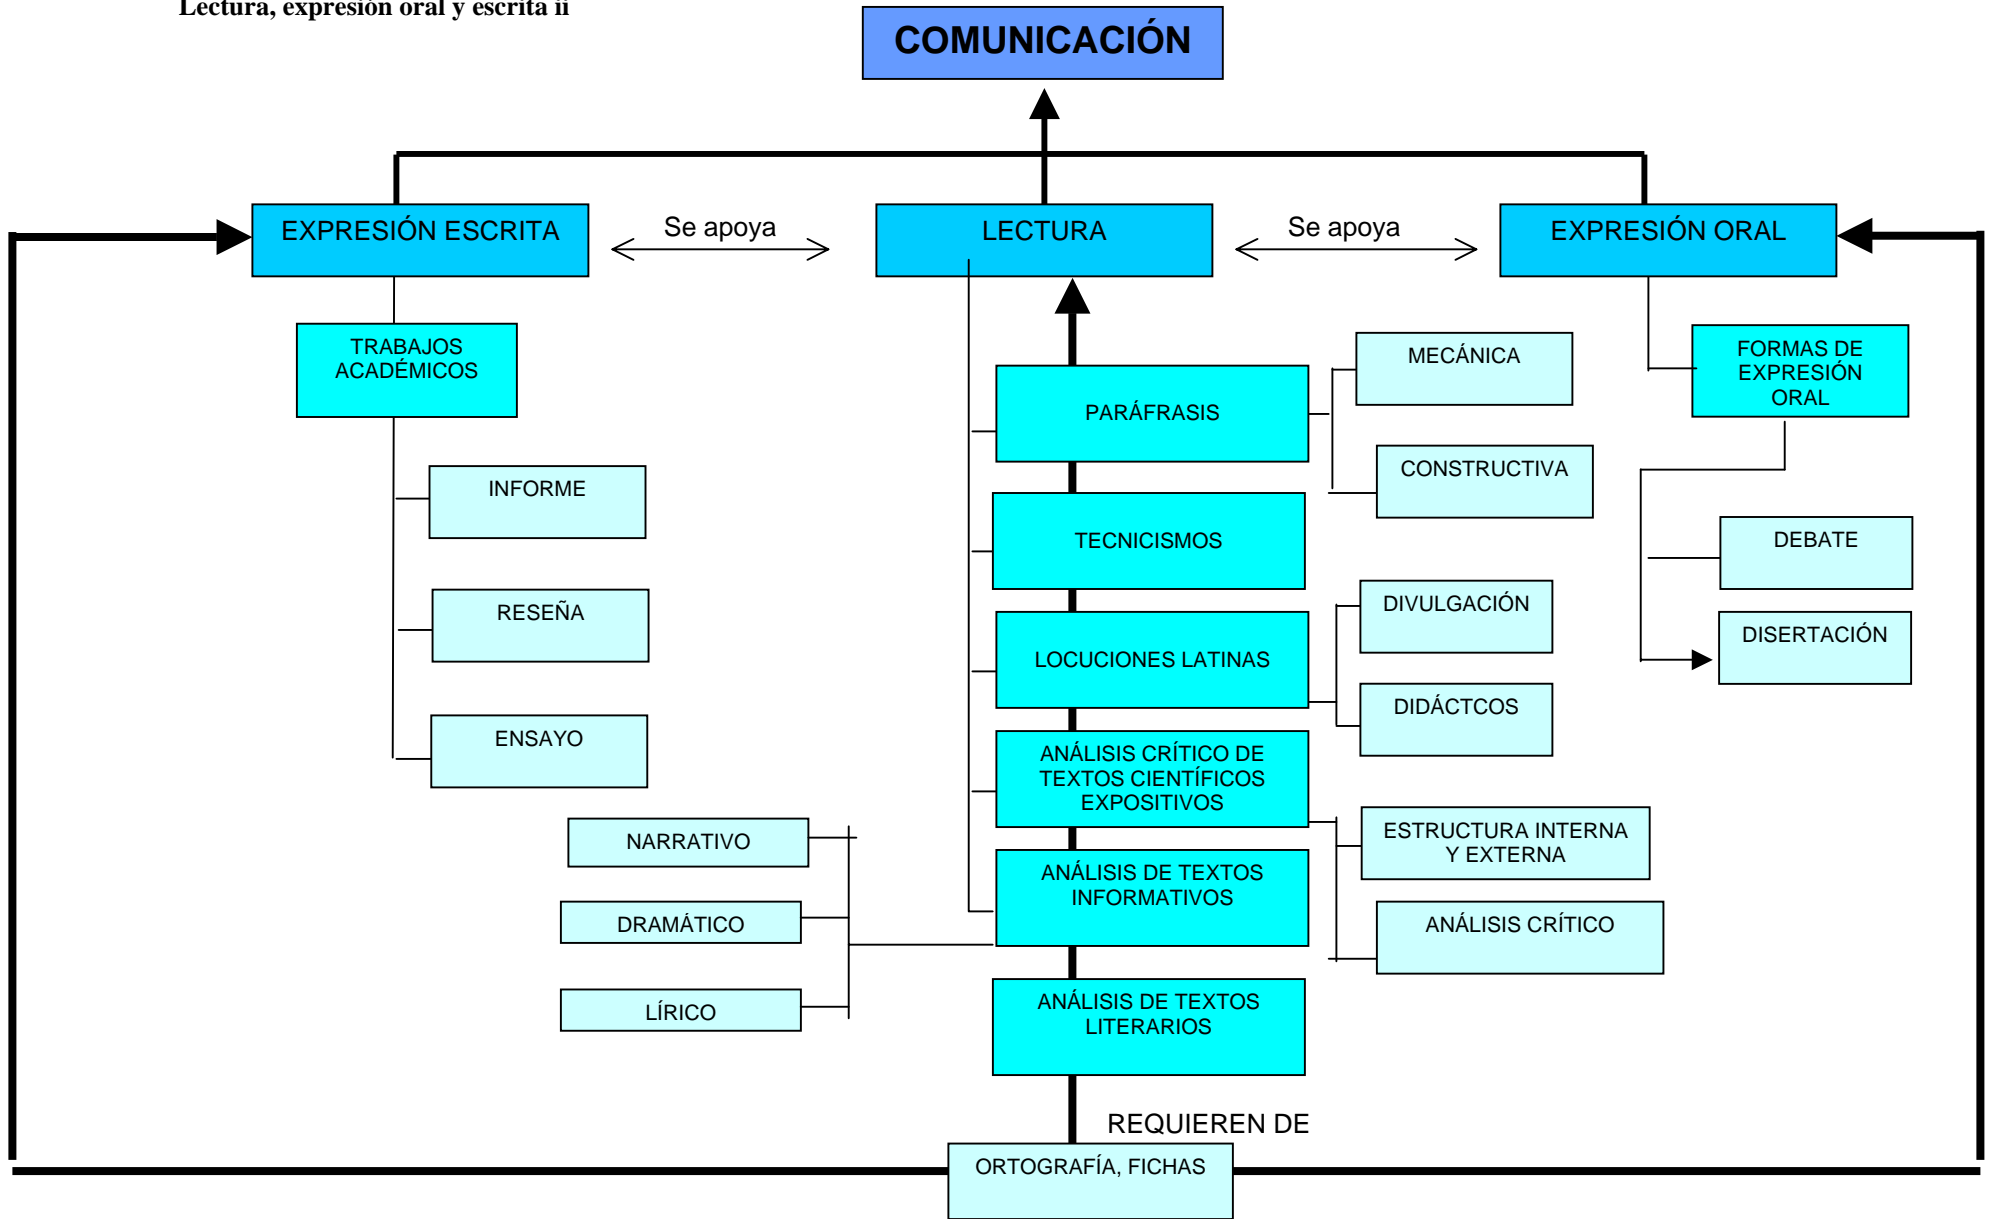 Lectura, expresión oral y escrita ii
COMUNICACIÓN
EXPRESIÓN ESCRITA
Se apoya
LECTURA
Se apoya
EXPRESIÓN ORAL
TRABAJOS
ACADÉMICOS
INFORME
RESEÑA
ENSAYO
PARÁFRASIS
MECÁNICA
CONSTRUCTIVA
TECNICISMOS
LOCUCIONES LATINAS
DIVULGACIÓN
DIDÁCTCOS
ANÁLISIS CRÍTICO DE
TEXTOS CIENTÍFICOS
EXPOSITIVOS
ESTRUCTURA INTERNA
Y EXTERNA
ANÁLISIS CRÍTICO
ANÁLISIS DE TEXTOS
INFORMATIVOS
NARRATIVO
DRAMÁTICO
LÍRICO
ANÁLISIS DE TEXTOS
LITERARIOS
FORMAS DE
EXPRESIÓN
ORAL
DEBATE
DISERTACIÓN
REQUIEREN DE
ORTOGRAFÍA, FICHAS